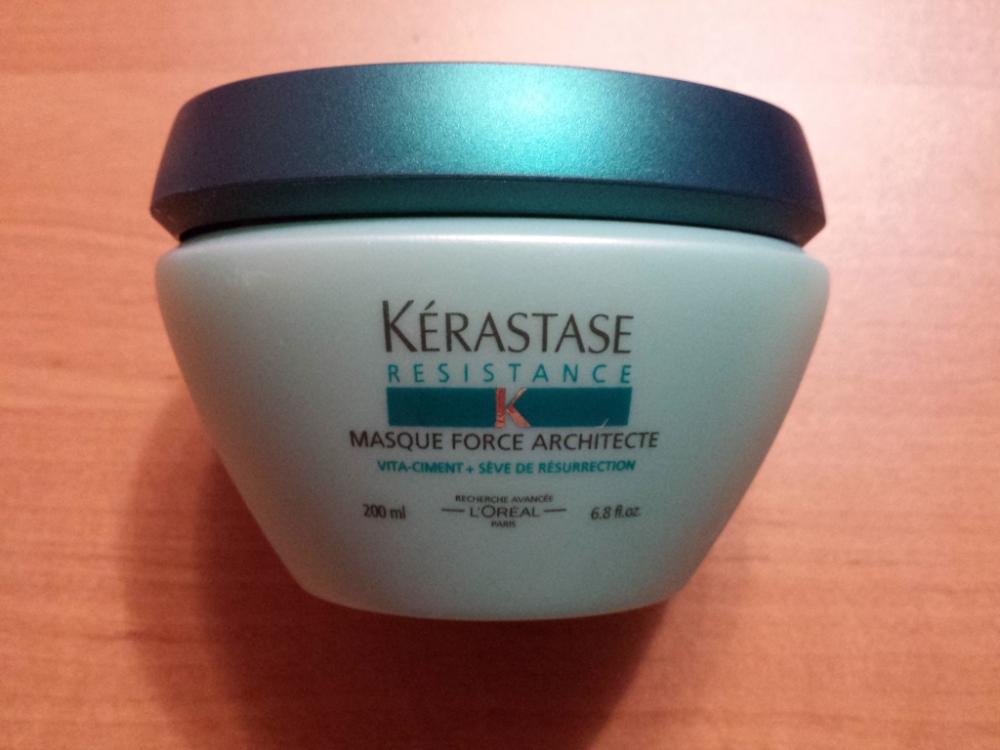 KÉRASTASE
RESISTANCE
K
MASQUE FORCE ARCHITECTE
VITA-CIMENT + SÈVE DE RÉSURRECTION
RECHERCHE AVANCÉE
200 ml L'ORÉAL 6.8 fl.oz.
PARIS